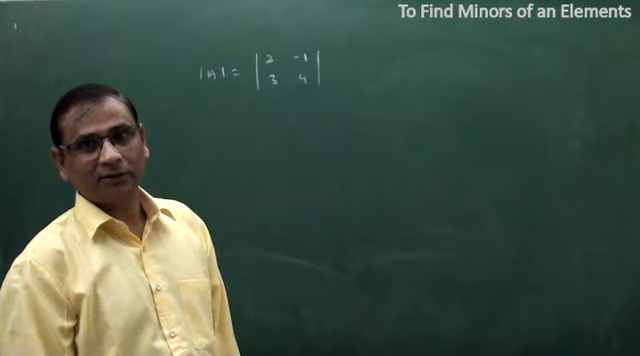 To Find Minors of an Elements
|A| = | 2 -1 |
| 3 4 |